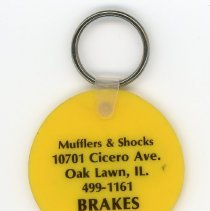 Mufflers & Shocks
10701 Cicero Ave.
Oak Lawn, IL.
499-1161
BRAKES